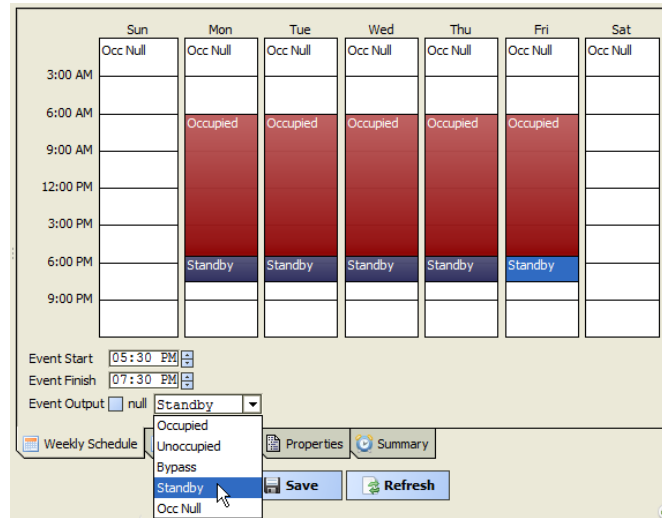 Sun Mon Tue Wed Thu Fri Sat
Occ Null Occ Null Occ Null Occ Null Occ Null Occ Null Occ Null
3:00 AM
6:00 AM
Occupied Occupied Occupied Occupied Occupied
9:00 AM
12:00 PM
3:00 PM
6:00 PM Standby Standby Standby Standby Standby
9:00 PM
Event Start 05:30 PM
Event Finish 07:30 PM
Event Output null Standby
Occupied
Weekly Schedule Unoccupied Properties Summary
Bypass
Standby Save Refresh
Occ Null